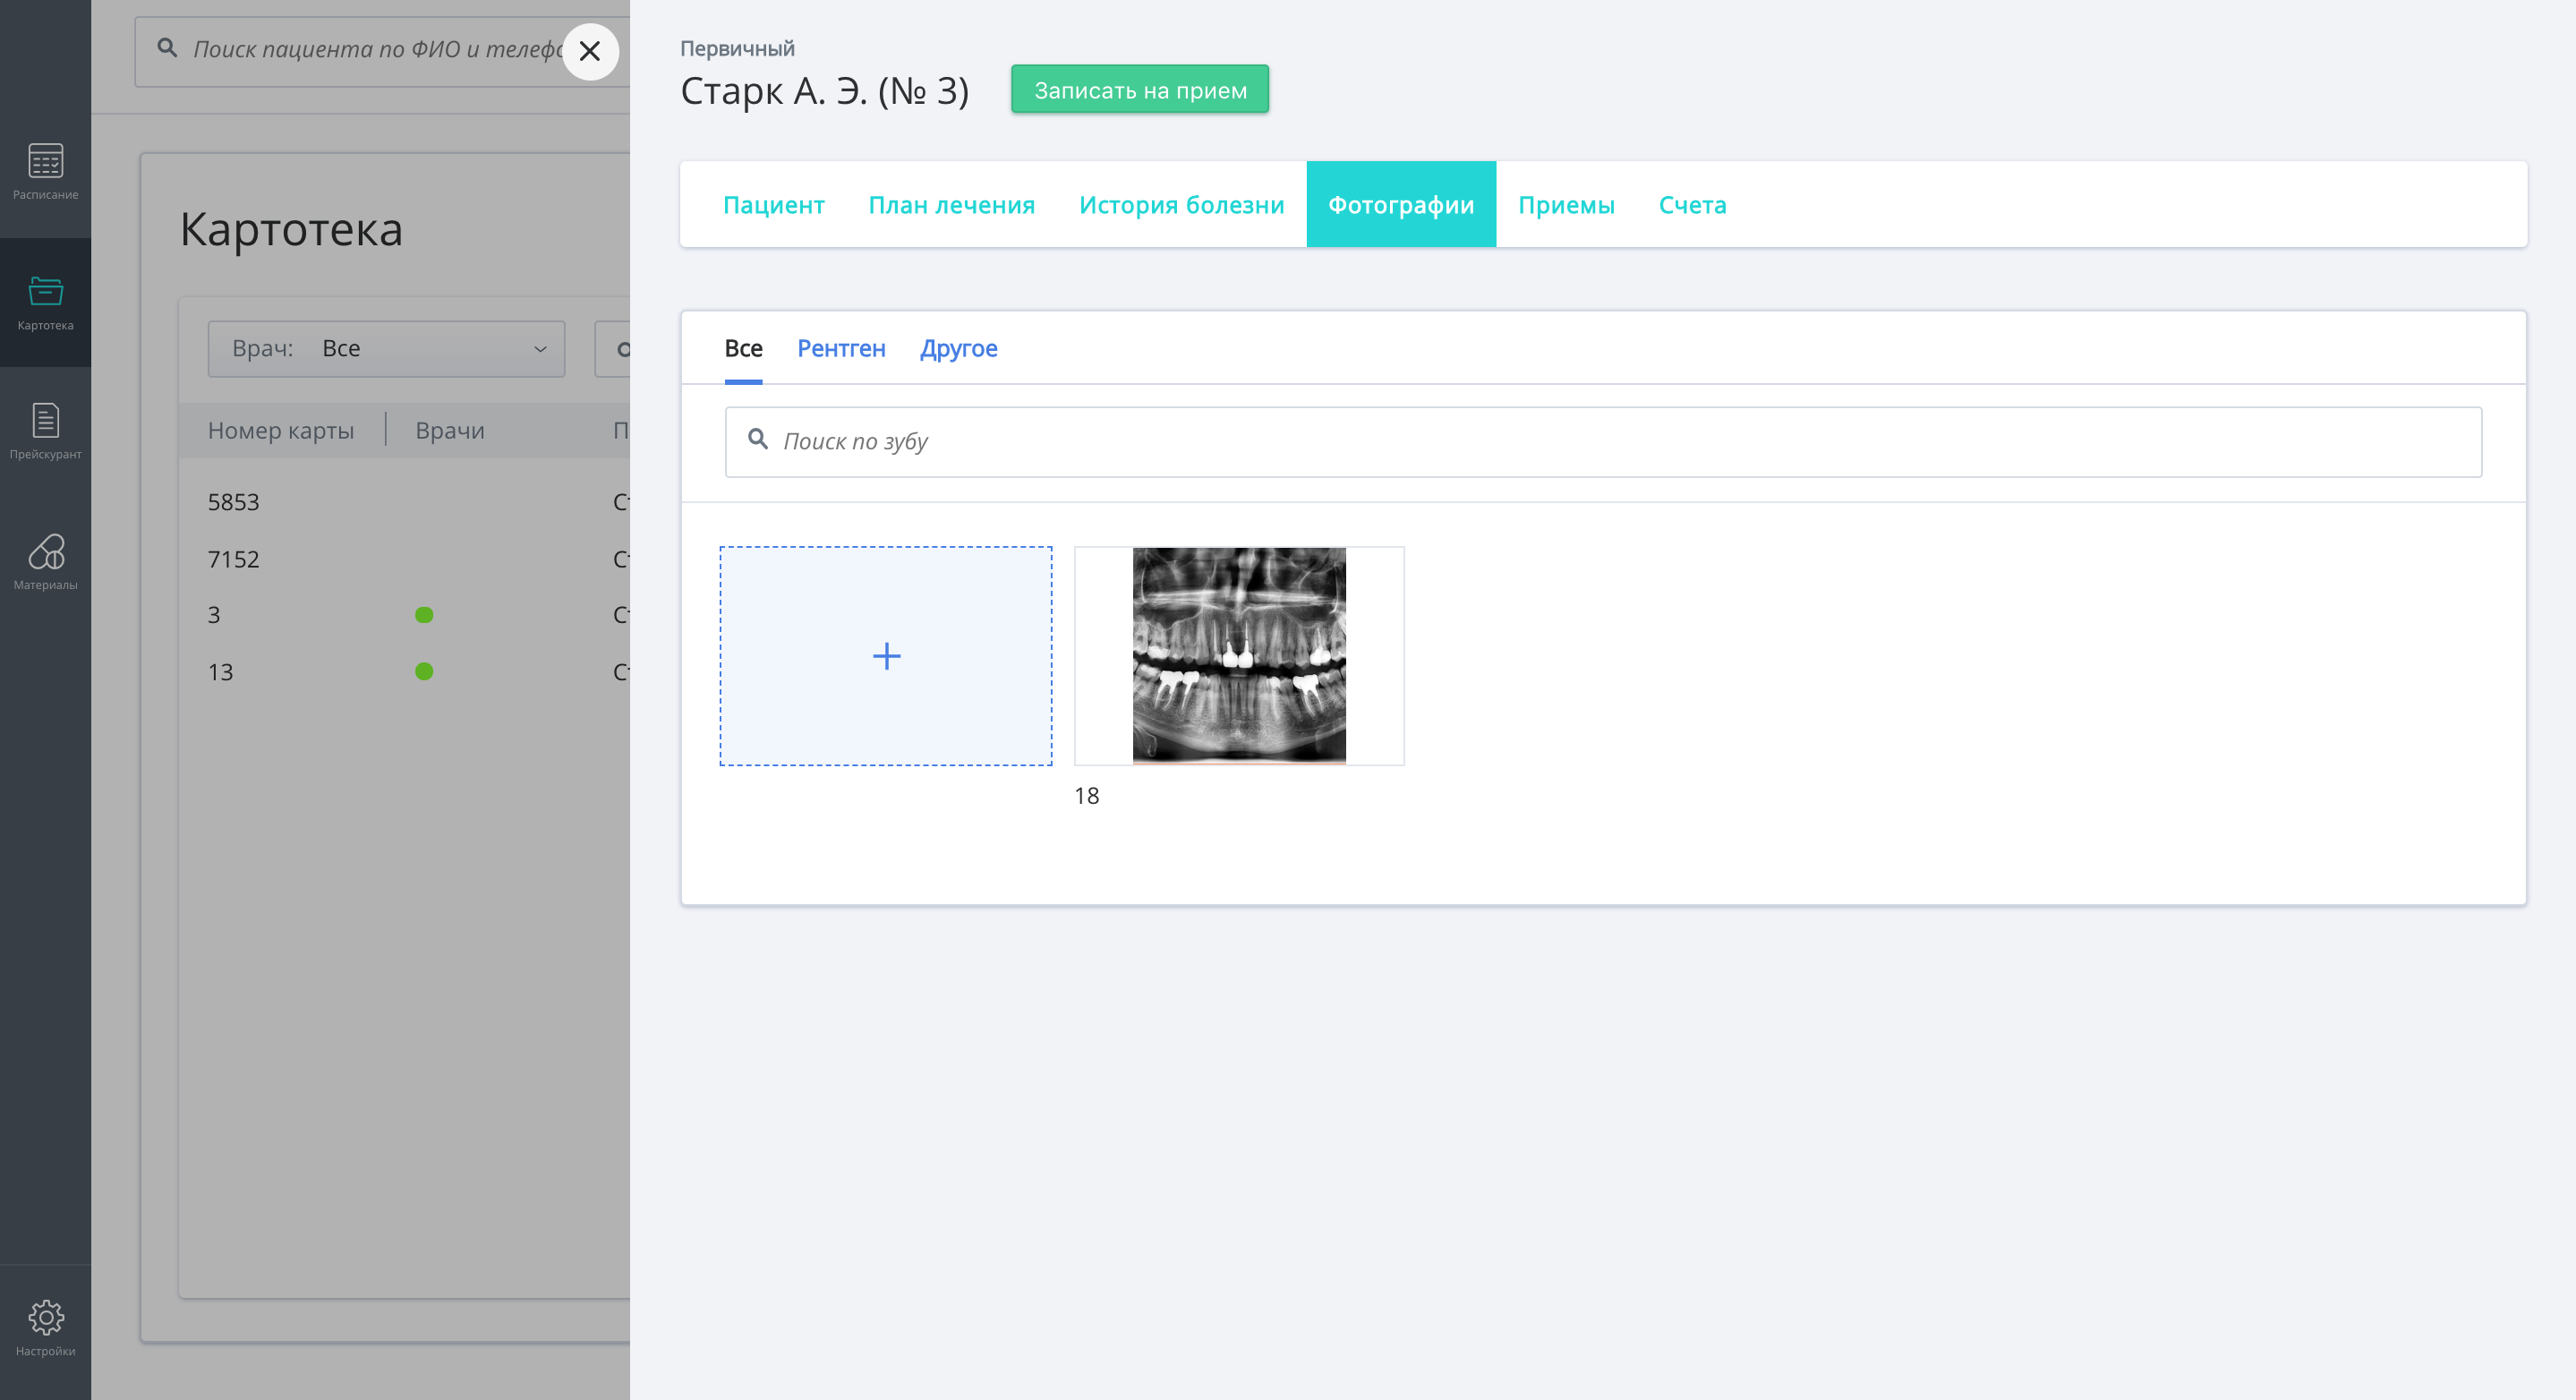 Расписание
Картотека
Прейскурант
Материалы
Настройки
Поиск пациента по ФИО и
Картотека
Врач: Все
Номер карты Врачи
5853
7152
3
13
Первичный
Старк А. Э. (№ 3)
Записать на прием
Пациент План лечения История болезни Фотографии Приемы Счета
Все Рентген Другое
Поиск по зубу
18